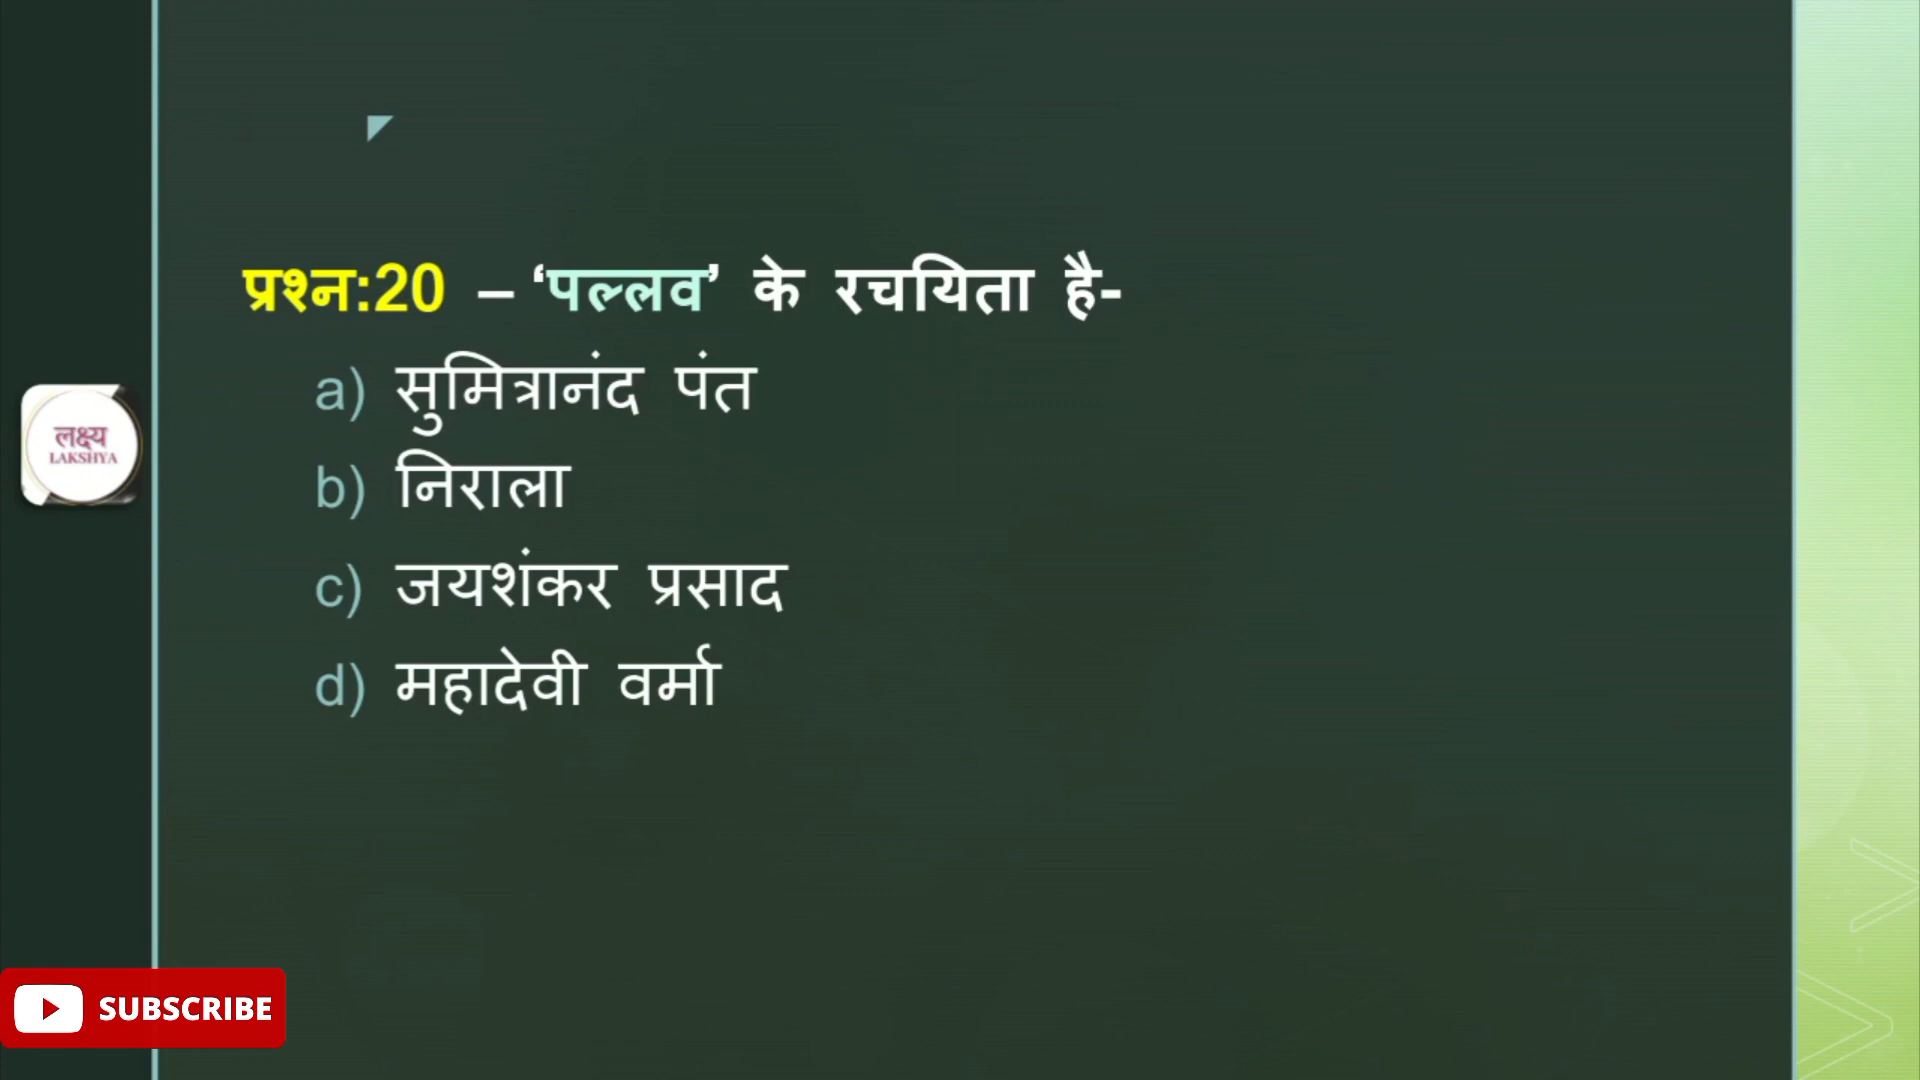 प्रश्न:20 – ‘पल्लव’ के रचयिता है-
a) सुमित्रानंद पंत
b) निराला
c) जयशंकर प्रसाद
d) महादेवी वर्मा
लक्ष्य
LAKSHYA
SUBSCRIBE